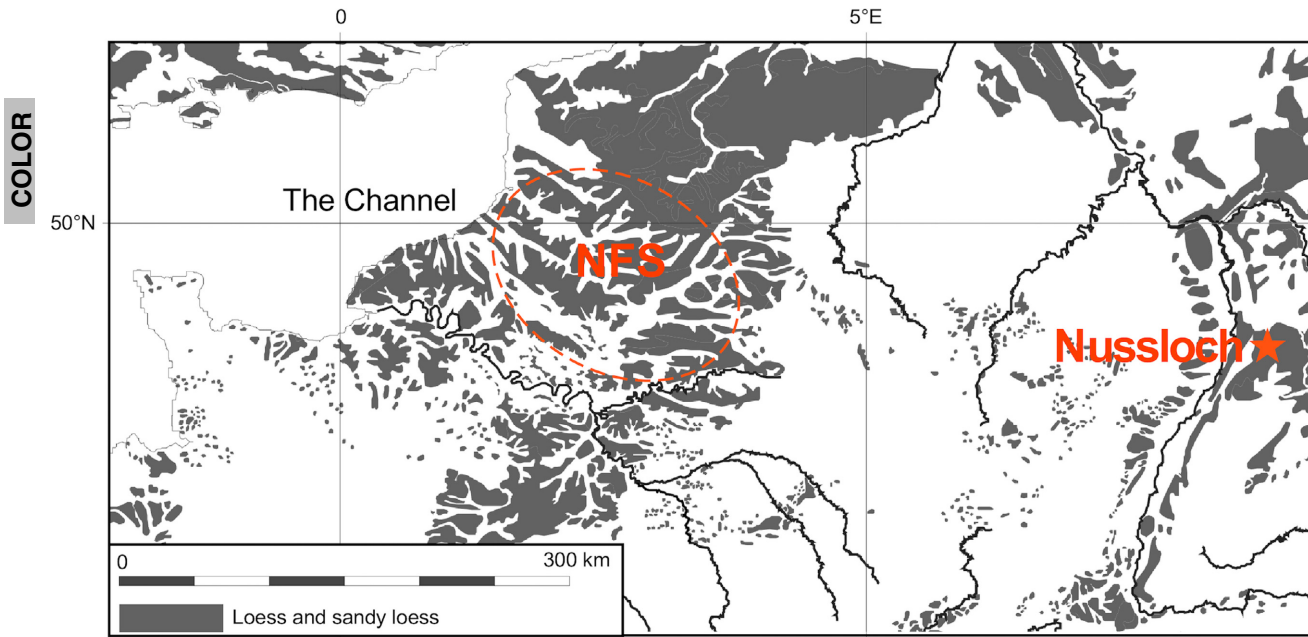 0
5°E
COLOR
The Channel
50°N
NFS
Nussloch
0
300 km
Loess and sandy loess